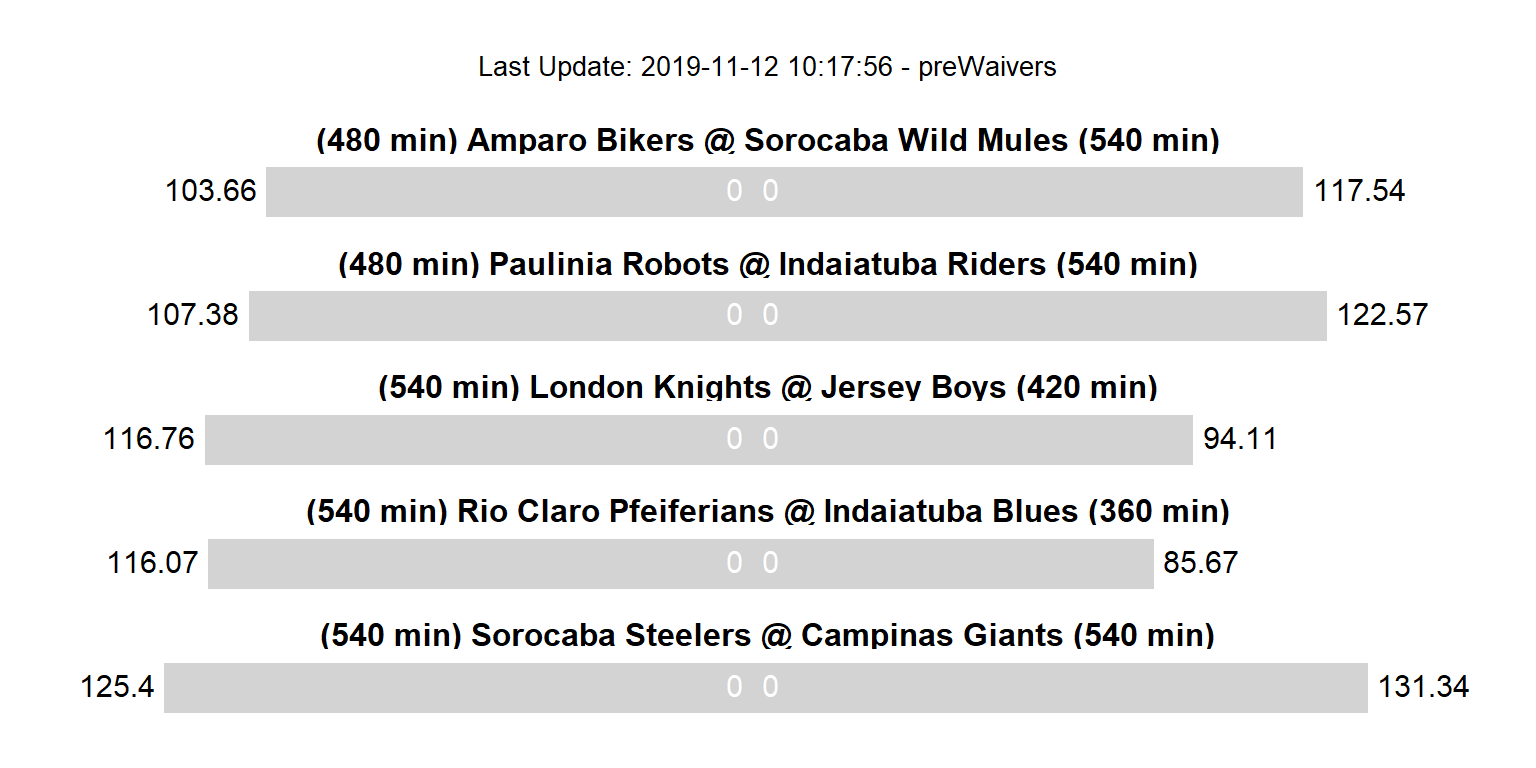 Last Update: 2019-11-12 10:17:56 - preWaivers
(480 min) Amparo Bikers @ Sorocaba Wild Mules (540 min)
103.66 0 0 117.54
(480 min) Paulinia Robots @ Indaiatuba Riders (540 min)
107.38 0 0 122.57
(540 min) London Knights @ Jersey Boys (420 min)
116.76 0 0 94.11
(540 min) Rio Claro Pfeiferians @ Indaiatuba Blues (360 min)
116.07 0 0 85.67
(540 min) Sorocaba Steelers @ Campinas Giants (540 min)
125.4 0 0 131.34